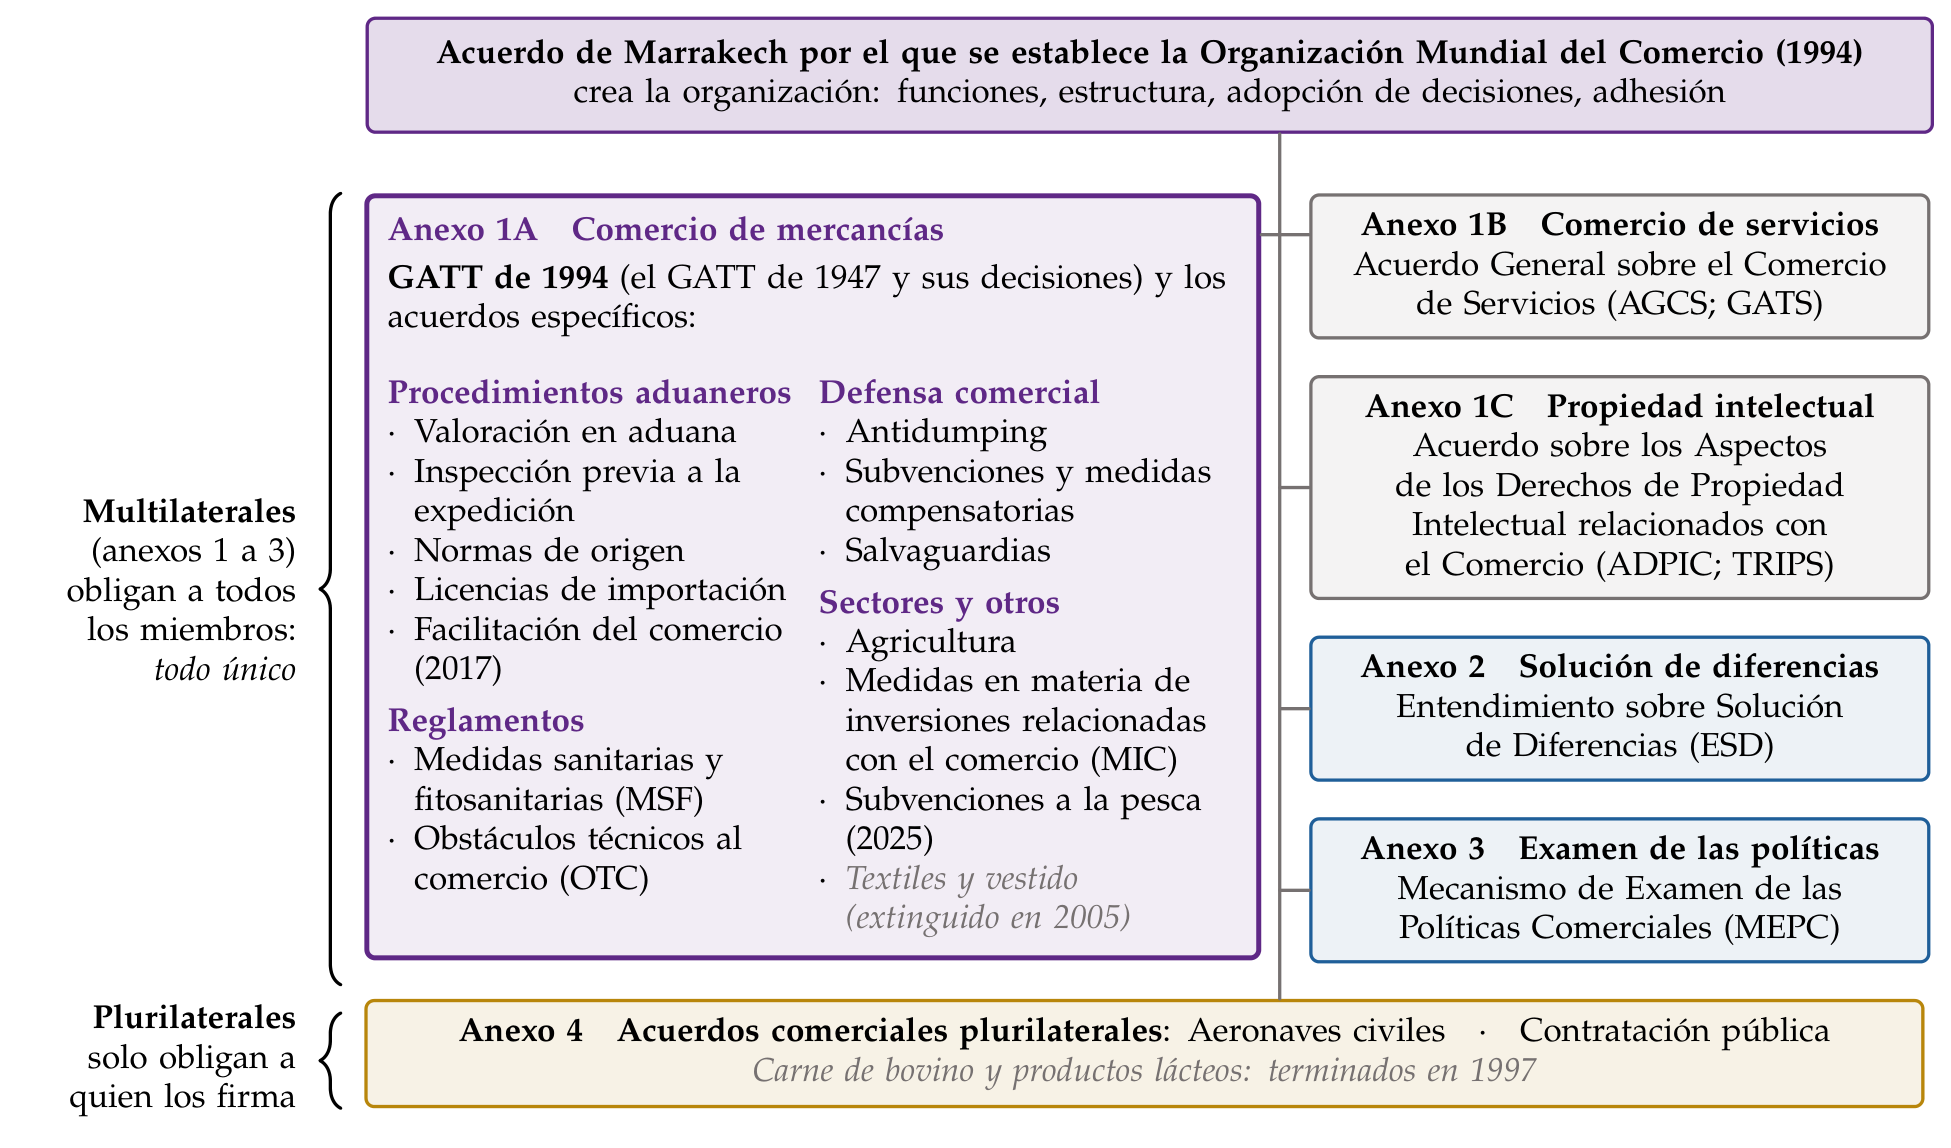 Acuerdo de Marrakech por el que se establece la Organización Mundial del Comercio (1994)
crea la organización: funciones, estructura, adopción de decisiones, adhesión
Multilaterales
(anexos 1 a 3)
obligan a todos
los miembros:
todo único
Anexo 1A Comercio de mercancías
GATT de 1994 (el GATT de 1947 y sus decisiones) y los
acuerdos específicos:
Procedimientos aduaneros
· Valoración en aduana
· Inspección previa a la
expedición
· Normas de origen
· Licencias de importación
· Facilitación del comercio
(2017)
Reglamentos
· Medidas sanitarias y
fitosanitarias (MSF)
· Obstáculos técnicos al
comercio (OTC)
Defensa comercial
· Antidumping
· Subvenciones y medidas
compensatorias
· Salvaguardias
Sectores y otros
· Agricultura
· Medidas en materia de
inversiones relacionadas
con el comercio (MIC)
· Subvenciones a la pesca
(2025)
· Textiles y vestido
(extinguido en 2005)
Anexo 1B Comercio de servicios
Acuerdo General sobre el Comercio
de Servicios (AGCS; GATS)
Anexo 1C Propiedad intelectual
Acuerdo sobre los Aspectos
de los Derechos de Propiedad
Intelectual relacionados con
el Comercio (ADPIC; TRIPS)
Anexo 2 Solución de diferencias
Entendimiento sobre Solución
de Diferencias (ESD)
Anexo 3 Examen de las políticas
Mecanismo de Examen de las
Políticas Comerciales (MEPC)
Plurilaterales
solo obligan a
quien los firma
Anexo 4 Acuerdos comerciales plurilaterales: Aeronaves civiles · Contratación pública
Carne de bovino y productos lácteos: terminados en 1997